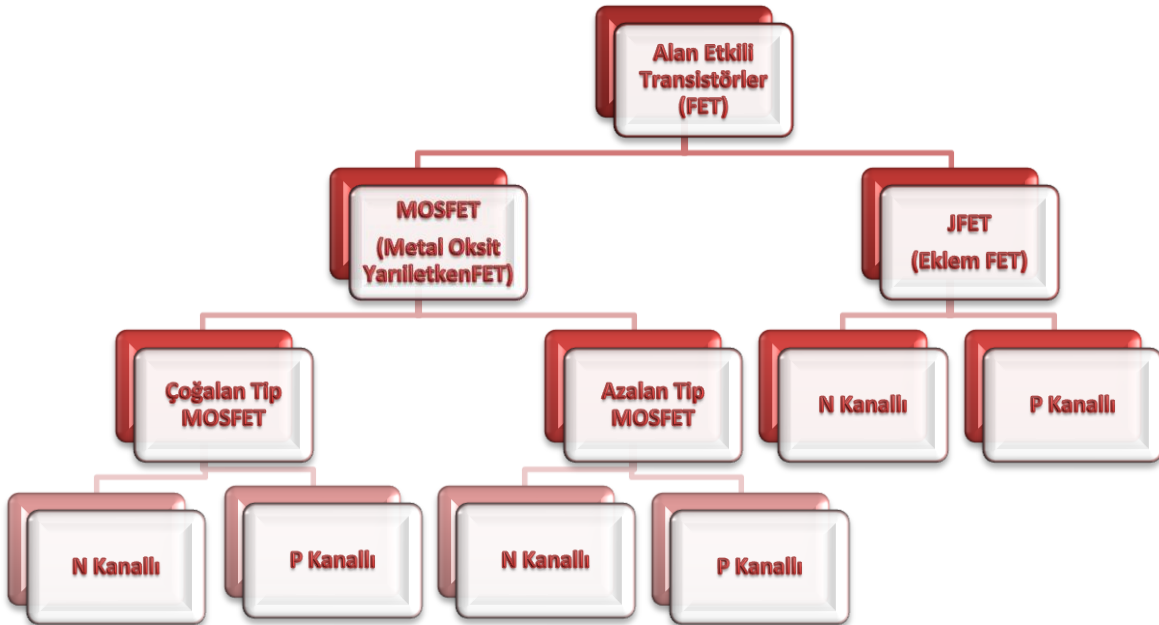 Alan Etkili
Transistörler
(FET)
MOSFET
(Metal Oksit
YarıiletkenFET)
JFET
(Eklem FET)
Çoğalan Tip
MOSFET
Azalan Tip
MOSFET
N Kanallı
P Kanallı
N Kanallı
P Kanallı
N Kanallı
P Kanallı